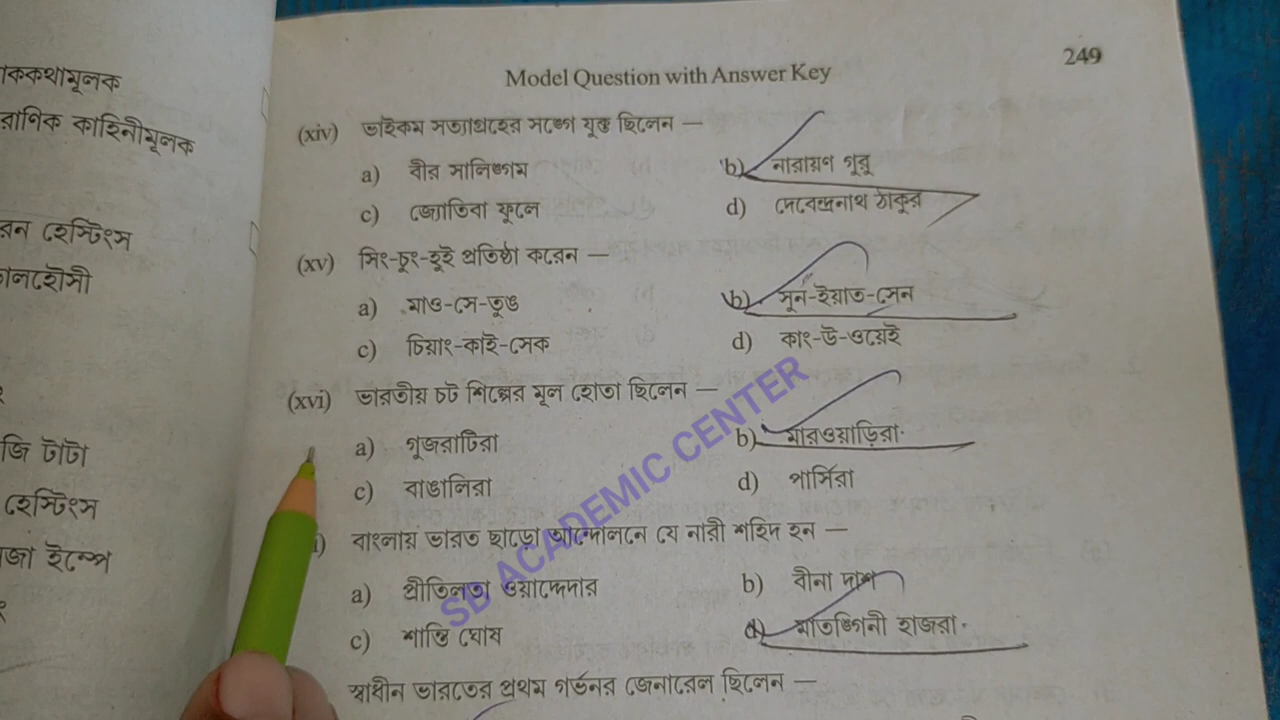 249
Model Question with Answer Key
(xiv) ভাইকম সত্যাগ্রহের সঙ্গে যুক্ত ছিলেন —
a) বীর সালিঙ্গম b) নারায়ণ গুরু
c) জ্যোতিবা ফুলে d) দেবেন্দ্রনাথ ঠাকুর
(xv) সিং-চুং-হুই প্রতিষ্ঠা করেন —
a) মাও-সে-তুঙ b) সুন-ইয়াত-সেন
c) চিয়াং-কাই-সেক d) কাং-উ-ওয়েই
(xvi) ভারতীয় চট শিল্পের মূল হোতা ছিলেন —
a) গুজরাটিরা b) মারওয়াড়িরা
c) বাঙালিরা d) পার্সিরা
বাংলায় ভারত ছাড়ো আন্দোলনে যে নারী শহিদ হন —
a) প্রীতিলতা ওয়াদ্দেদার b) বীনা দাশ
c) শান্তি ঘোষ d) মাতঙ্গিনী হাজরা
স্বাধীন ভারতের প্রথম গর্ভনর জেনারেল ছিলেন —
SD ACADEMIC CENTER
াককথামূলক
রাণিক কাহিনীমূলক
রন হেস্টিংস
ালহৌসী
জি টাটা
হেস্টিংস
জা ইম্পে